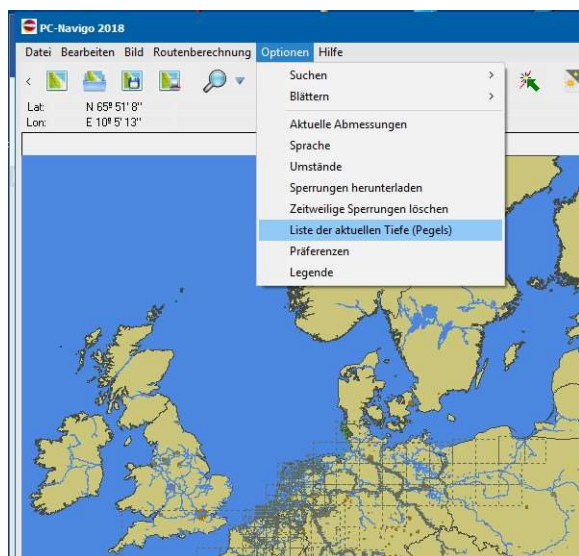 PC-Navigo 2018
Datei Bearbeiten Bild Routenberechnung Optionen Hilfe
Suchen
Blättern
Lat: N 65º 51' 8"
Lon: E 10º 5' 13"
Aktuelle Abmessungen
Sprache
Umstände
Sperrungen herunterladen
Zeitweilige Sperrungen löschen
Liste der aktuellen Tiefe (Pegels)
Präferenzen
Legende